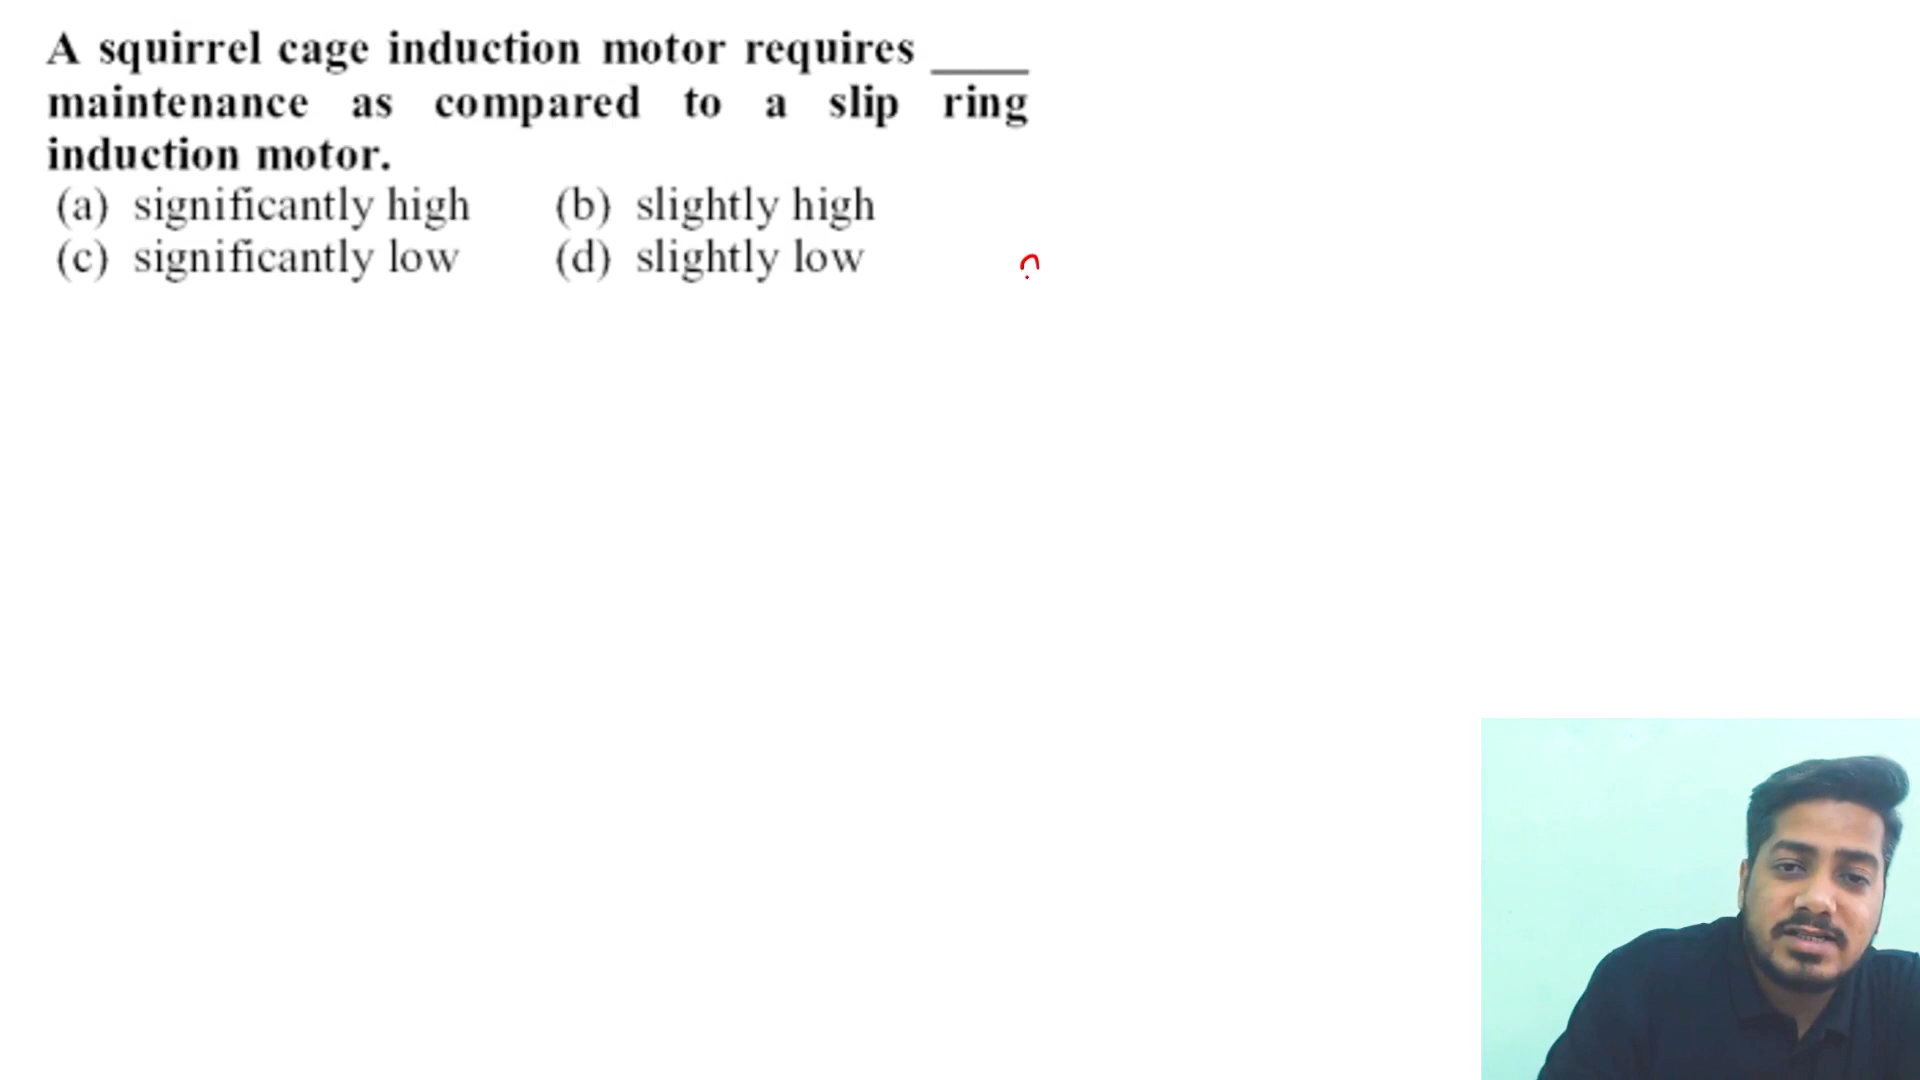 A squirrel cage induction motor requires _____
maintenance as compared to a slip ring
induction motor.
(a) significantly high (b) slightly high
(c) significantly low (d) slightly low